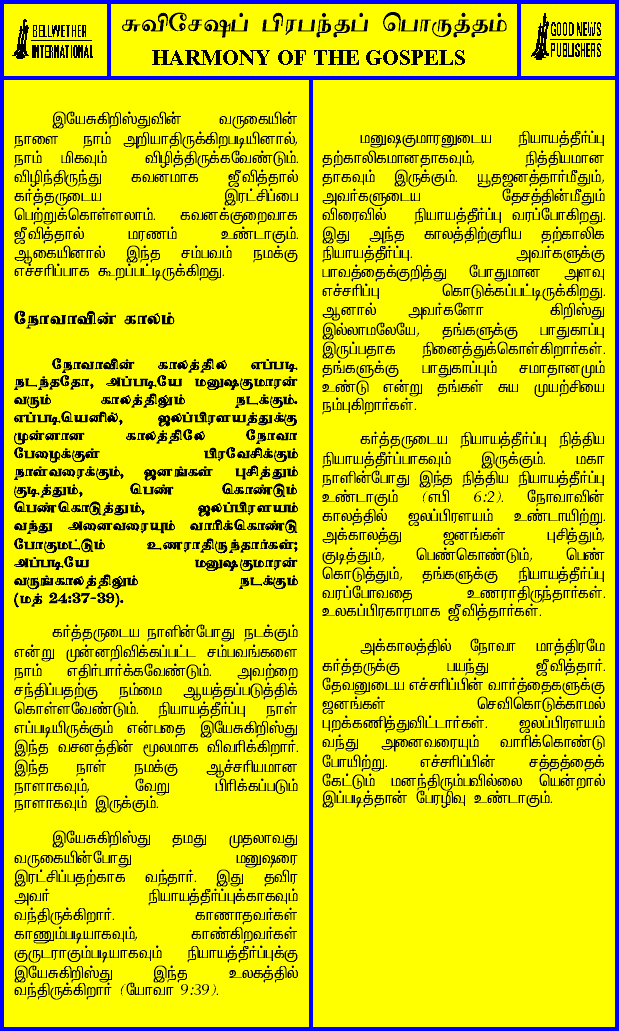 BELLWETHER
INTERNATIONAL
சுவிசேஷப் பிரபந்தப் பொருத்தம்
HARMONY OF THE GOSPELS
GOOD NEWS
PUBLISHERS
இயேசுகிறிஸ்துவின் வருகையின்
நாளை நாம் அறியாதிருக்கிறபடியினால்,
நாம் மிகவும் விழித்திருக்கவேண்டும்.
விழிந்திருந்து கவனமாக ஜீவித்தால்
கர்த்தருடைய இரட்சிப்பை
பெற்றுக்கொள்ளலாம். கவனக்குறைவாக
ஜீவித்தால் மரணம் உண்டாகும்.
ஆகையினால் இந்த சம்பவம் நமக்கு
எச்சரிப்பாக கூறப்பட்டிருக்கிறது.
நோவாவின் காலம்
நோவாவின் காலத்தில் எப்படி
நடந்ததோ, அப்படியே மனுஷகுமாரன்
வரும் காலத்திலும் நடக்கும்.
எப்படியெனில், ஜலப்பிரளயத்துக்கு
முன்னான காலத்திலே நோவா
பேழைக்குள் பிரவேசிக்கும்
நாள்வரைக்கும், ஜனங்கள் புசித்தும்
குடித்தும், பெண் கொண்டும்
பெண்கொடுத்தும், ஜலப்பிரளயம்
வந்து அனைவரையும் வாரிக்கொண்டு
போகுமட்டும் உணராதிருந்தார்கள்;
அப்படியே மனுஷகுமாரன்
வருங்காலத்திலும் நடக்கும்
(மத் 24:37-39).
கர்த்தருடைய நாளின்போது நடக்கும்
என்று முன்னறிவிக்கப்பட்ட சம்பவங்களை
நாம் எதிர்பார்க்கவேண்டும். அவற்றை
சந்திப்பதற்கு நம்மை ஆயத்தப்படுத்திக்
கொள்ளவேண்டும். நியாயத்தீர்ப்பு நாள்
எப்படியிருக்கும் என்பதை இயேசுகிறிஸ்து
இந்த வசனத்தின் மூலமாக விவரிக்கிறார்.
இந்த நாள் நமக்கு ஆச்சரியமான
நாளாகவும், வேறு பிரிக்கப்படும்
நாளாகவும் இருக்கும்.
இயேசுகிறிஸ்து தமது முதலாவது
வருகையின்போது மனுஷரை
இரட்சிப்பதற்காக வந்தார். இது தவிர
அவர் நியாயத்தீர்ப்புக்காகவும்
வந்திருக்கிறார். காணாதவர்கள்
காணும்படியாகவும், காண்கிறவர்கள்
குருடராகும்படியாகவும் நியாயத்தீர்ப்புக்கு
இயேசுகிறிஸ்து இந்த உலகத்தில்
வந்திருக்கிறார் (யோவா 9:39).
மனுஷகுமாரனுடைய நியாயத்தீர்ப்பு
தற்காலிகமானதாகவும், நித்தியமான
தாகவும் இருக்கும். யூதஜனத்தார்மீதும்,
அவர்களுடைய தேசத்தின்மீதும்
விரைவில் நியாயத்தீர்ப்பு வரப்போகிறது.
இது அந்த காலத்திற்குரிய தற்காலிக
நியாயத்தீர்ப்பு. அவர்களுக்கு
பாவத்தைக்குறித்து போதுமான அளவு
எச்சரிப்பு கொடுக்கப்பட்டிருக்கிறது.
ஆனால் அவர்களோ கிறிஸ்து
இல்லாமலேயே, தங்களுக்கு பாதுகாப்பு
இருப்பதாக நினைத்துக்கொள்கிறார்கள்.
தங்களுக்கு பாதுகாப்பும் சமாதானமும்
உண்டு என்று தங்கள் சுய முயற்சியை
நம்புகிறார்கள்.
கர்த்தருடைய நியாயத்தீர்ப்பு நித்திய
நியாயத்தீர்ப்பாகவும் இருக்கும். மகா
நாளின்போது இந்த நித்திய நியாயத்தீர்ப்பு
உண்டாகும் (எபி 6:2). நோவாவின்
காலத்தில் ஜலப்பிரளயம் உண்டாயிற்று.
அக்காலத்து ஜனங்கள் புசித்தும்,
குடித்தும், பெண்கொண்டும், பெண்
கொடுத்தும், தங்களுக்கு நியாயத்தீர்ப்பு
வரப்போவதை உணராதிருந்தார்கள்.
உலகப்பிரகாரமாக ஜீவித்தார்கள்.
அக்காலத்தில் நோவா மாத்திரமே
கர்த்தருக்கு பயந்து ஜீவித்தார்.
தேவனுடைய எச்சரிப்பின் வார்த்தைகளுக்கு
ஜனங்கள் செவிகொடுக்காமல்
புறக்கணித்துவிட்டார்கள். ஜலப்பிரளயம்
வந்து அனைவரையும் வாரிக்கொண்டு
போயிற்று. எச்சரிப்பின் சத்தத்தைக்
கேட்டும் மனந்திரும்பவில்லை யென்றால்
இப்படித்தான் பேரழிவு உண்டாகும்.